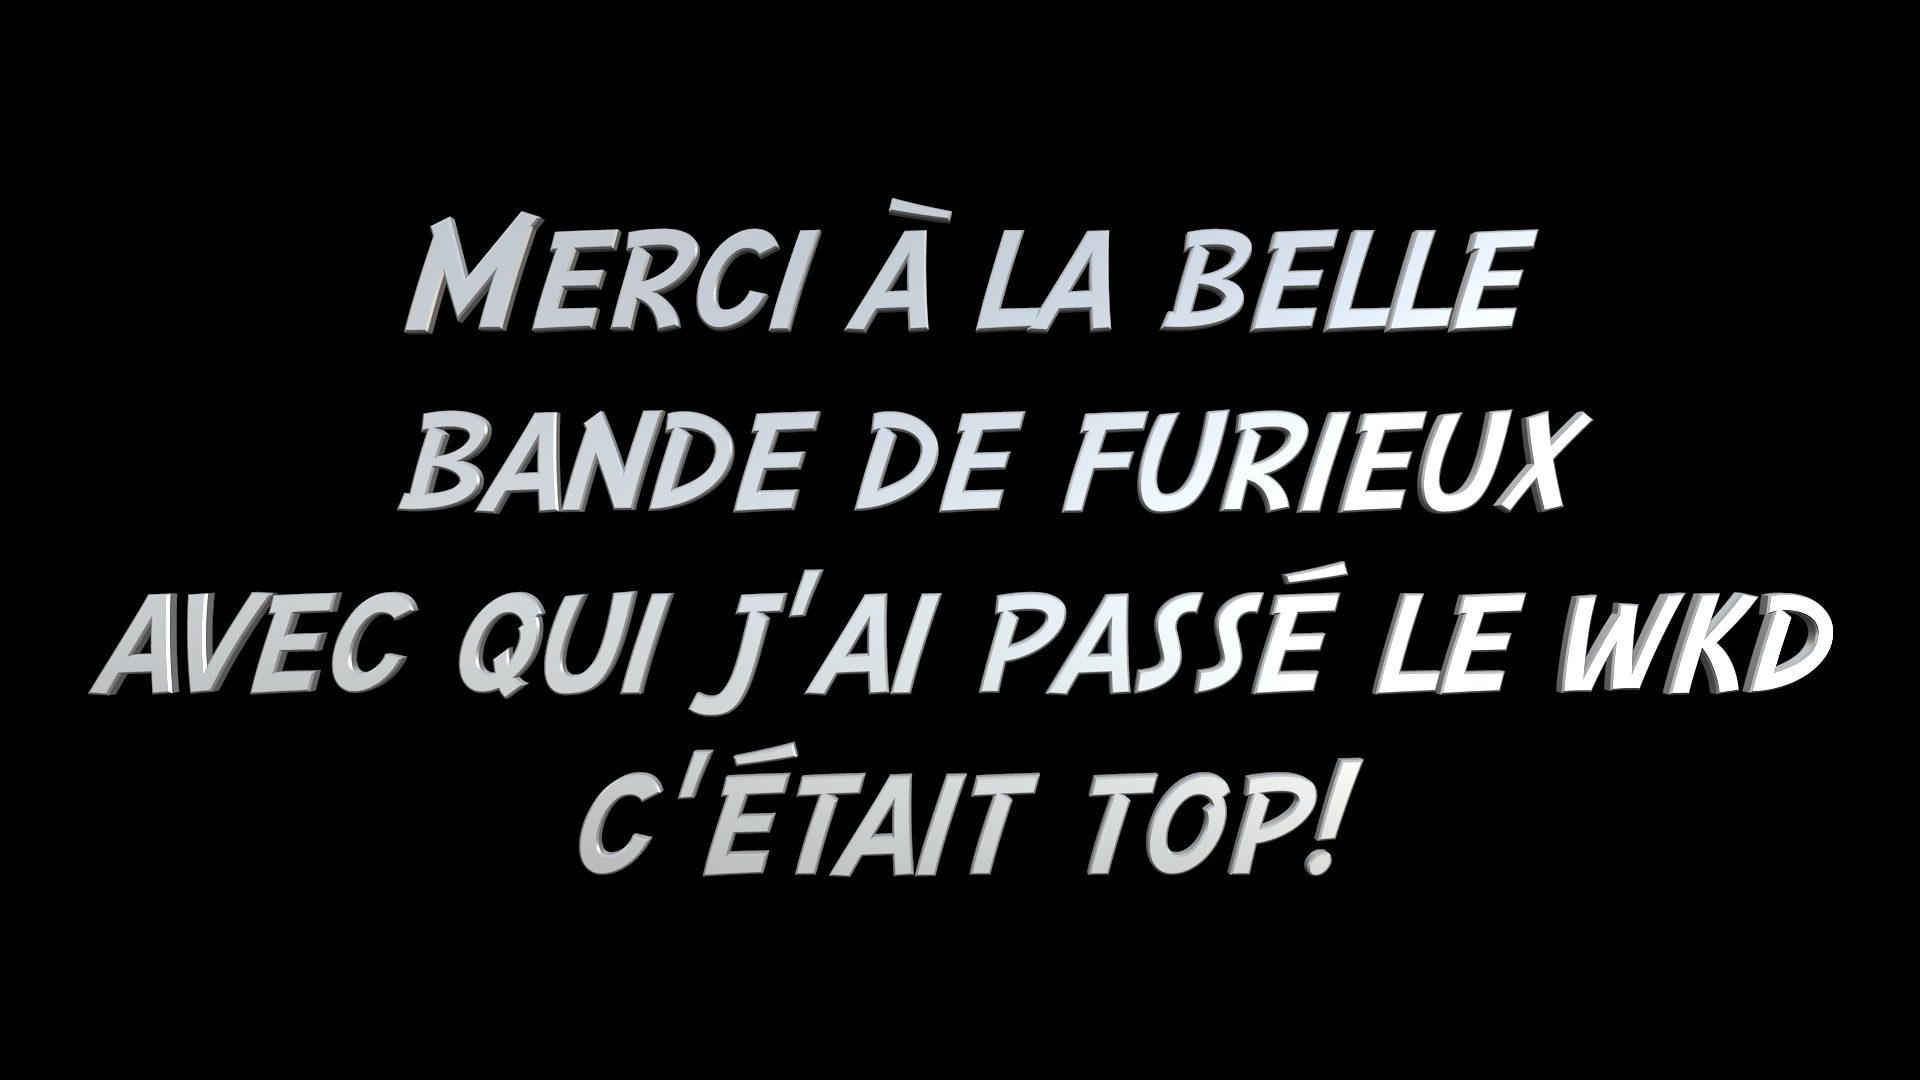 Merci à la belle
bande de furieux
avec qui j'ai passé le wkd
c'était top!